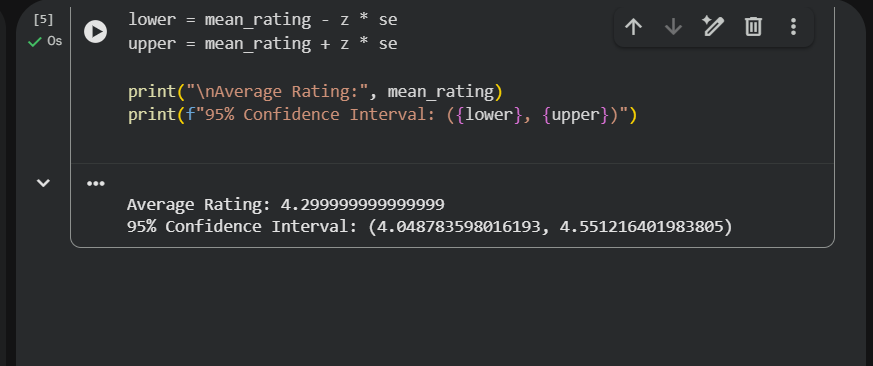 [5]
0s
lower = mean_rating - z * se
upper = mean_rating + z * se
print("\nAverage Rating:", mean_rating)
print(f"95% Confidence Interval: ({lower}, {upper})")
Average Rating: 4.299999999999999
95% Confidence Interval: (4.048783598016193, 4.551216401983805)